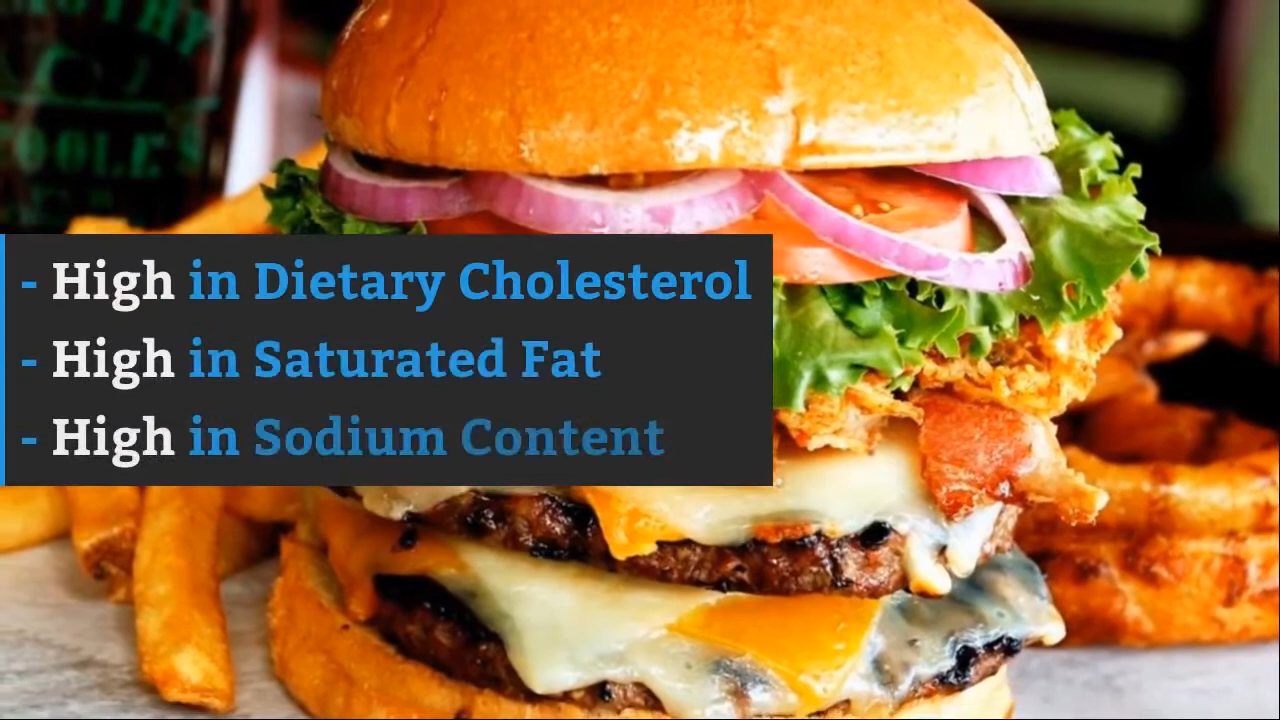 - High in Dietary Cholesterol
- High in Saturated Fat
- High in Sodium Content